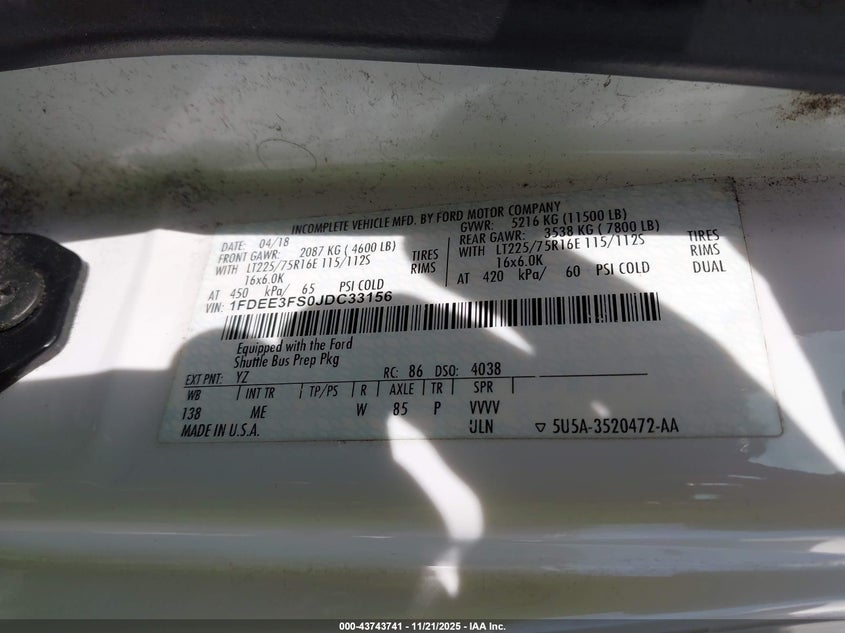 INCOMPLETE VEHICLE MFD. BY FORD MOTOR COMPANY
DATE: 04/18 GVWR: 5216 KG (11500 LB)
FRONT GAWR: 2087 KG (4600 LB) REAR GAWR: 3538 KG (7800 LB)
WITH LT225/75R16E 115/112S TIRES WITH LT225/75R16E 115/112S TIRES
16x6.0K RIMS 16x6.0K RIMS
AT 450 kPa/ 65 PSI COLD AT 420 kPa/ 60 PSI COLD DUAL
VIN: 1FDEE3FS0JDC33156
Equipped with the Ford
Shuttle Bus Prep Pkg
EXT PNT: YZ RC: 86 DSO: 4038
WB INT TR TP/PS R AXLE TR SPR
138 ME W 85 P VVVV
MADE IN U.S.A. ULN ▽ 5U5A-3520472-AA
000-43743741 - 11/21/2025 - IAA Inc.